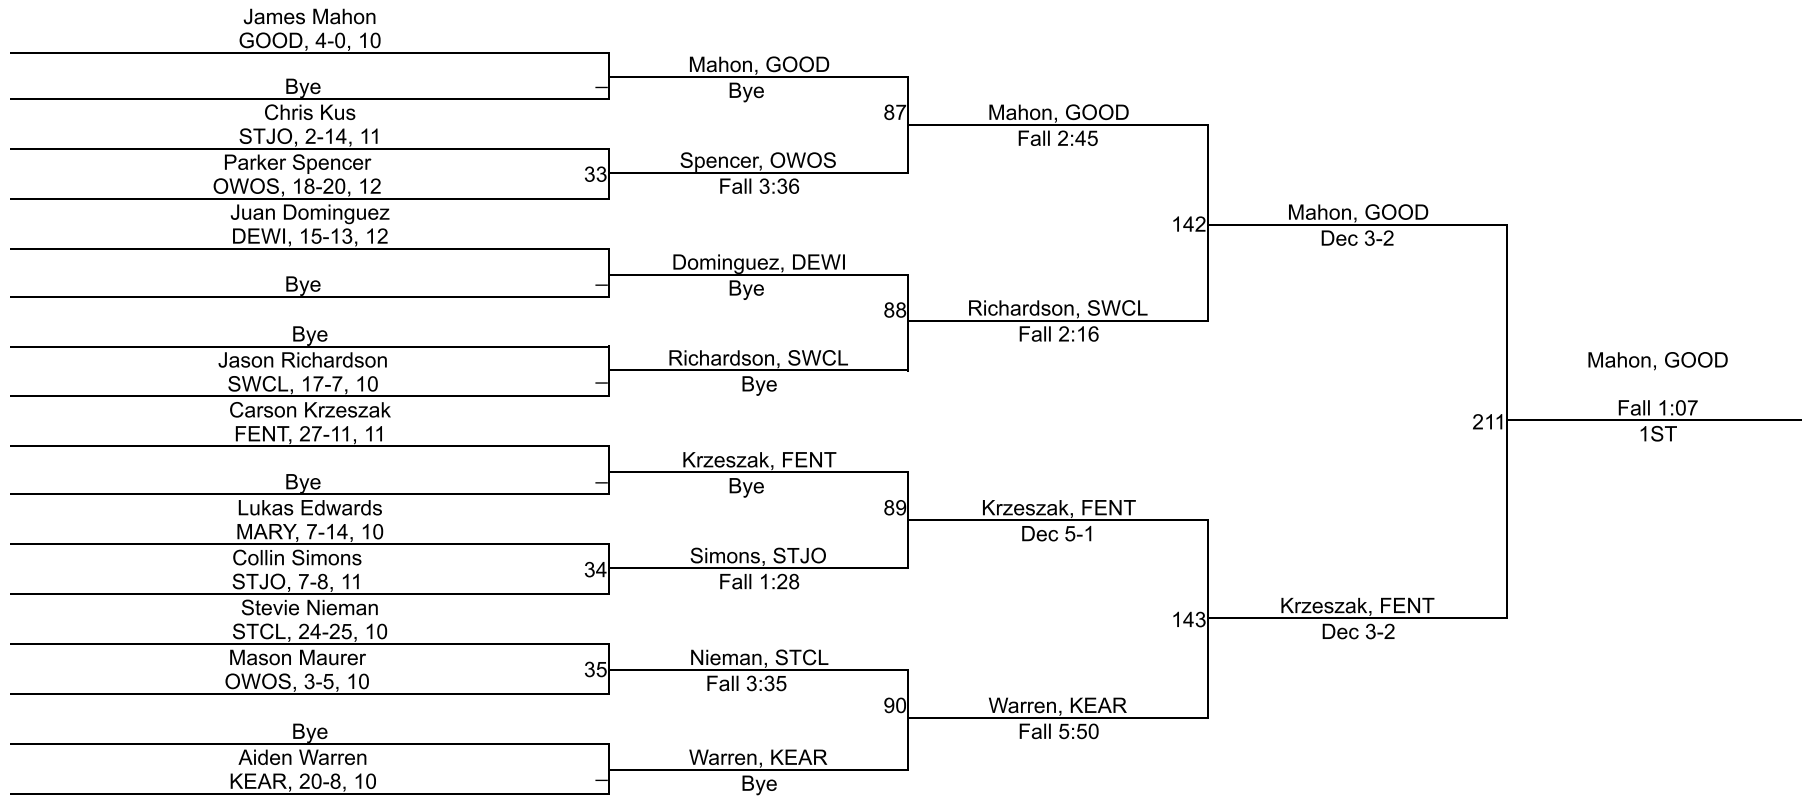 James Mahon
GOOD, 4-0, 10
Bye
Chris Kus
STJO, 2-14, 11
Parker Spencer
OWOS, 18-20, 12
Juan Dominguez
DEWI, 15-13, 12
Bye
Bye
Jason Richardson
SWCL, 17-7, 10
Carson Krzeszak
FENT, 27-11, 11
Bye
Lukas Edwards
MARY, 7-14, 10
Collin Simons
STJO, 7-8, 11
Stevie Nieman
STCL, 24-25, 10
Mason Maurer
OWOS, 3-5, 10
Bye
Aiden Warren
KEAR, 20-8, 10
–
33
–
–
–
34
35
–
Mahon, GOOD
Bye
Spencer, OWOS
Fall 3:36
Dominguez, DEWI
Bye
Richardson, SWCL
Bye
Krzeszak, FENT
Bye
Simons, STJO
Fall 1:28
Nieman, STCL
Fall 3:35
Warren, KEAR
Bye
87
88
89
90
Mahon, GOOD
Fall 2:45
Richardson, SWCL
Fall 2:16
Krzeszak, FENT
Dec 5-1
Warren, KEAR
Fall 5:50
142
143
Mahon, GOOD
Dec 3-2
Krzeszak, FENT
Dec 3-2
211
Mahon, GOOD
Fall 1:07
1ST